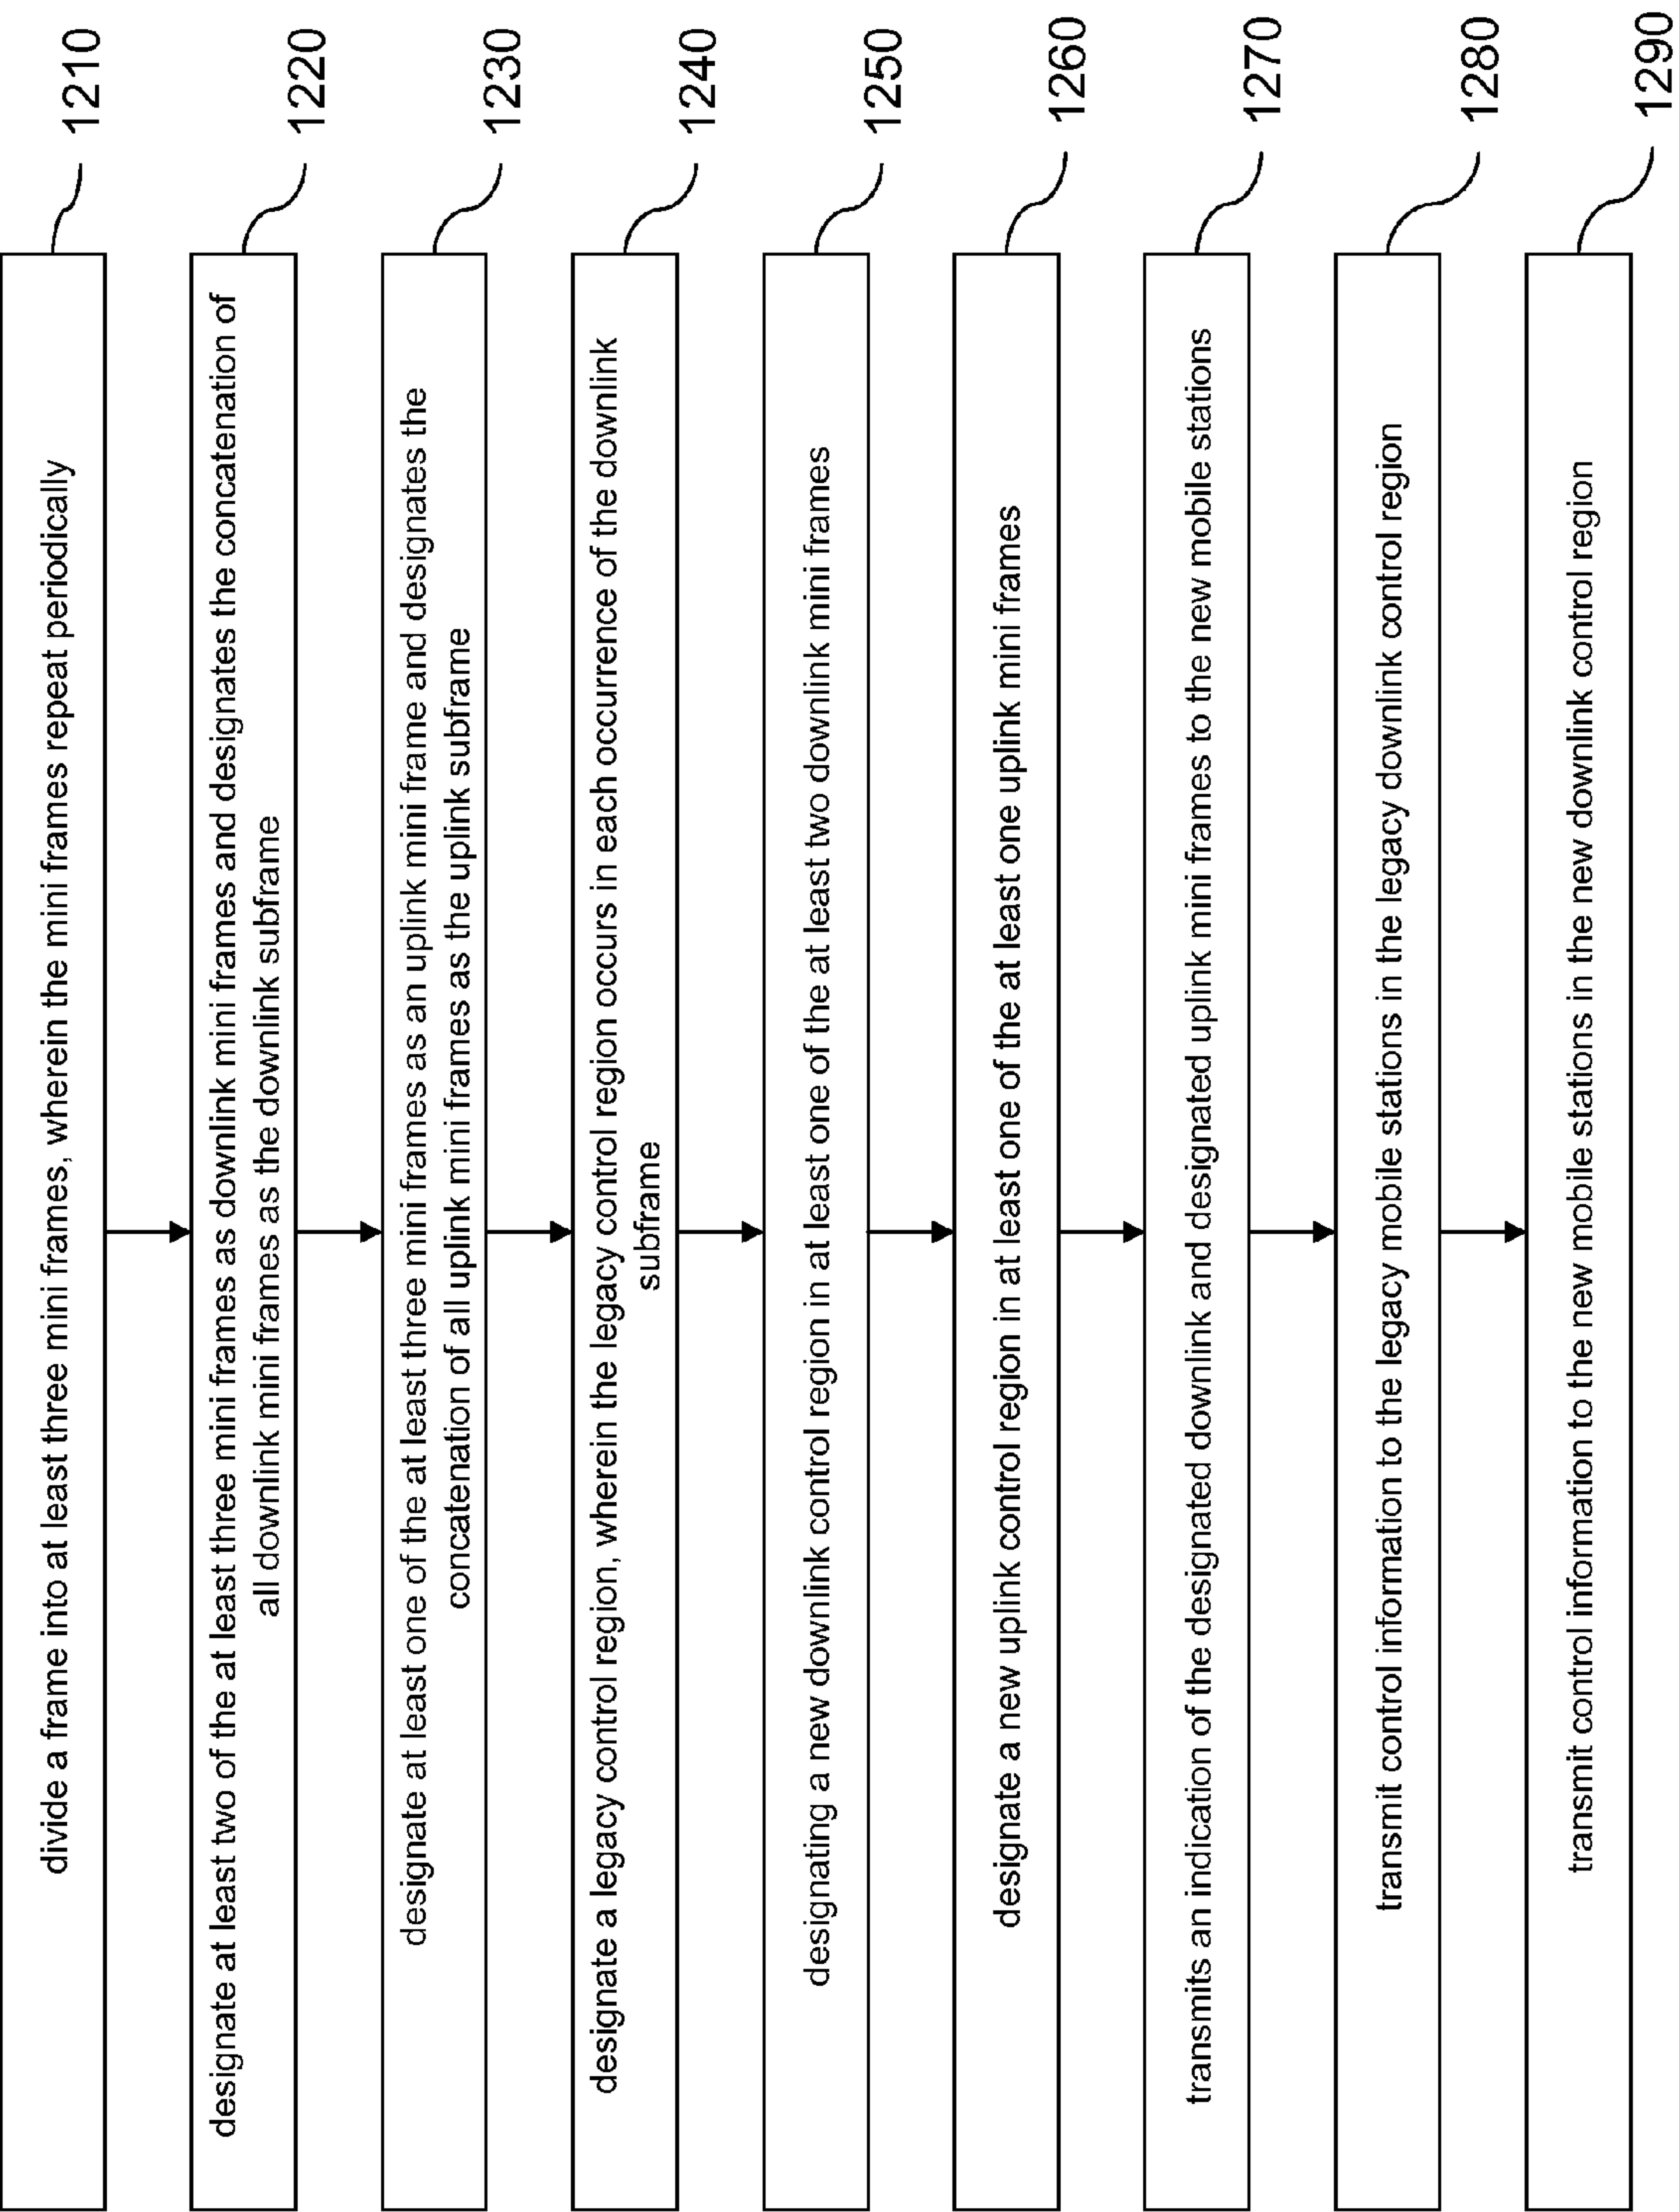 divide a frame into at least three mini frames, wherein the mini frames repeat periodically
1210
designate at least two of the at least three mini frames as downlink mini frames and designates the concatenation of
all downlink mini frames as the downlink subframe
1220
designate at least one of the at least three mini frames as an uplink mini frame and designates the
concatenation of all uplink mini frames as the uplink subframe
1230
designate a legacy control region, wherein the legacy control region occurs in each occurrence of the downlink
subframe
1240
designating a new downlink control region in at least one of the at least two downlink mini frames
1250
designate a new uplink control region in at least one of the at least one uplink mini frames
1260
transmits an indication of the designated downlink and designated uplink mini frames to the new mobile stations
1270
transmit control information to the legacy mobile stations in the legacy downlink control region
1280
transmit control information to the new mobile stations in the new downlink control region
1290